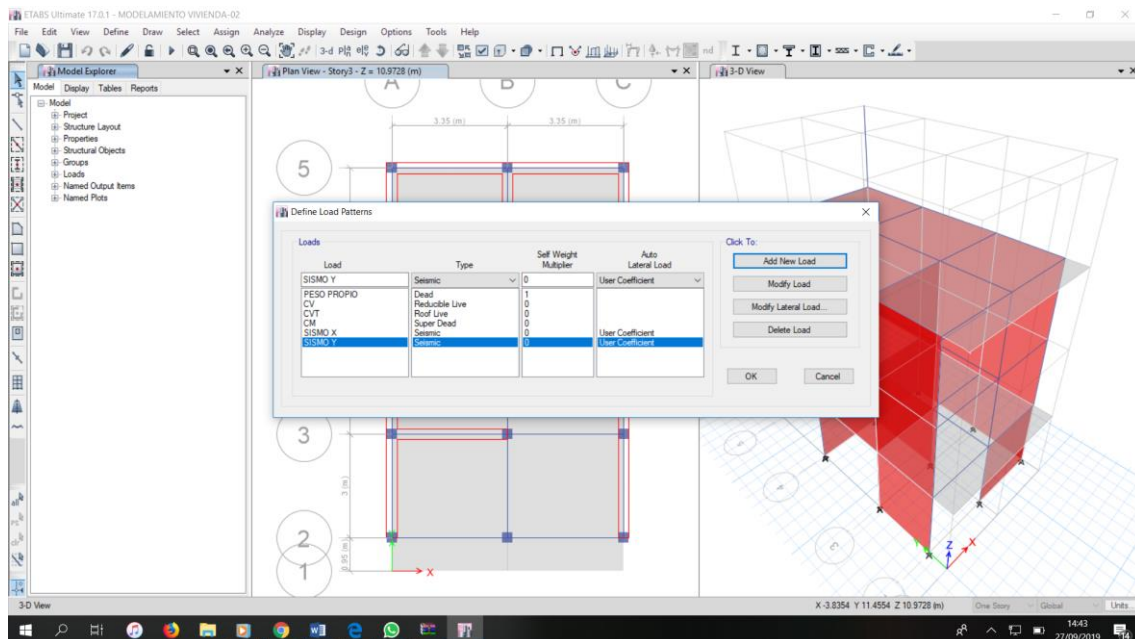 ETABS Ultimate 17.0.1 - MODELAMIENTO VIVIENDA-02
File Edit View Define Draw Select Assign Analyze Display Design Options Tools Help
3-d
nd
Model Explorer
Model Display Tables Reports
Model
Project
Structure Layout
Properties
Structural Objects
Groups
Loads
Named Output Items
Named Plots
Plan View - Story3 - Z = 10.9728 (m)
3-D View
A B C
3.35 (m) 3.35 (m)
5
Define Load Patterns
Loads
Click To:
Load Type Self Weight Multiplier Auto Lateral Load
SISMO Y Seismic 0 User Coefficient
PESO PROPIO Dead 1
CV Reducible Live 0
CVT Roof Live 0
CM Super Dead 0
SISMO X Seismic 0 User Coefficient
SISMO Y Seismic 0 User Coefficient
Add New Load
Modify Load
Modify Lateral Load...
Delete Load
OK Cancel
3
3 (m)
2
0.95 (m)
1
X
Y Z X
3-D View
X -3.8354 Y 11.4554 Z 10.9728 (m)
One Story Global Units...
14:43
27/09/2019